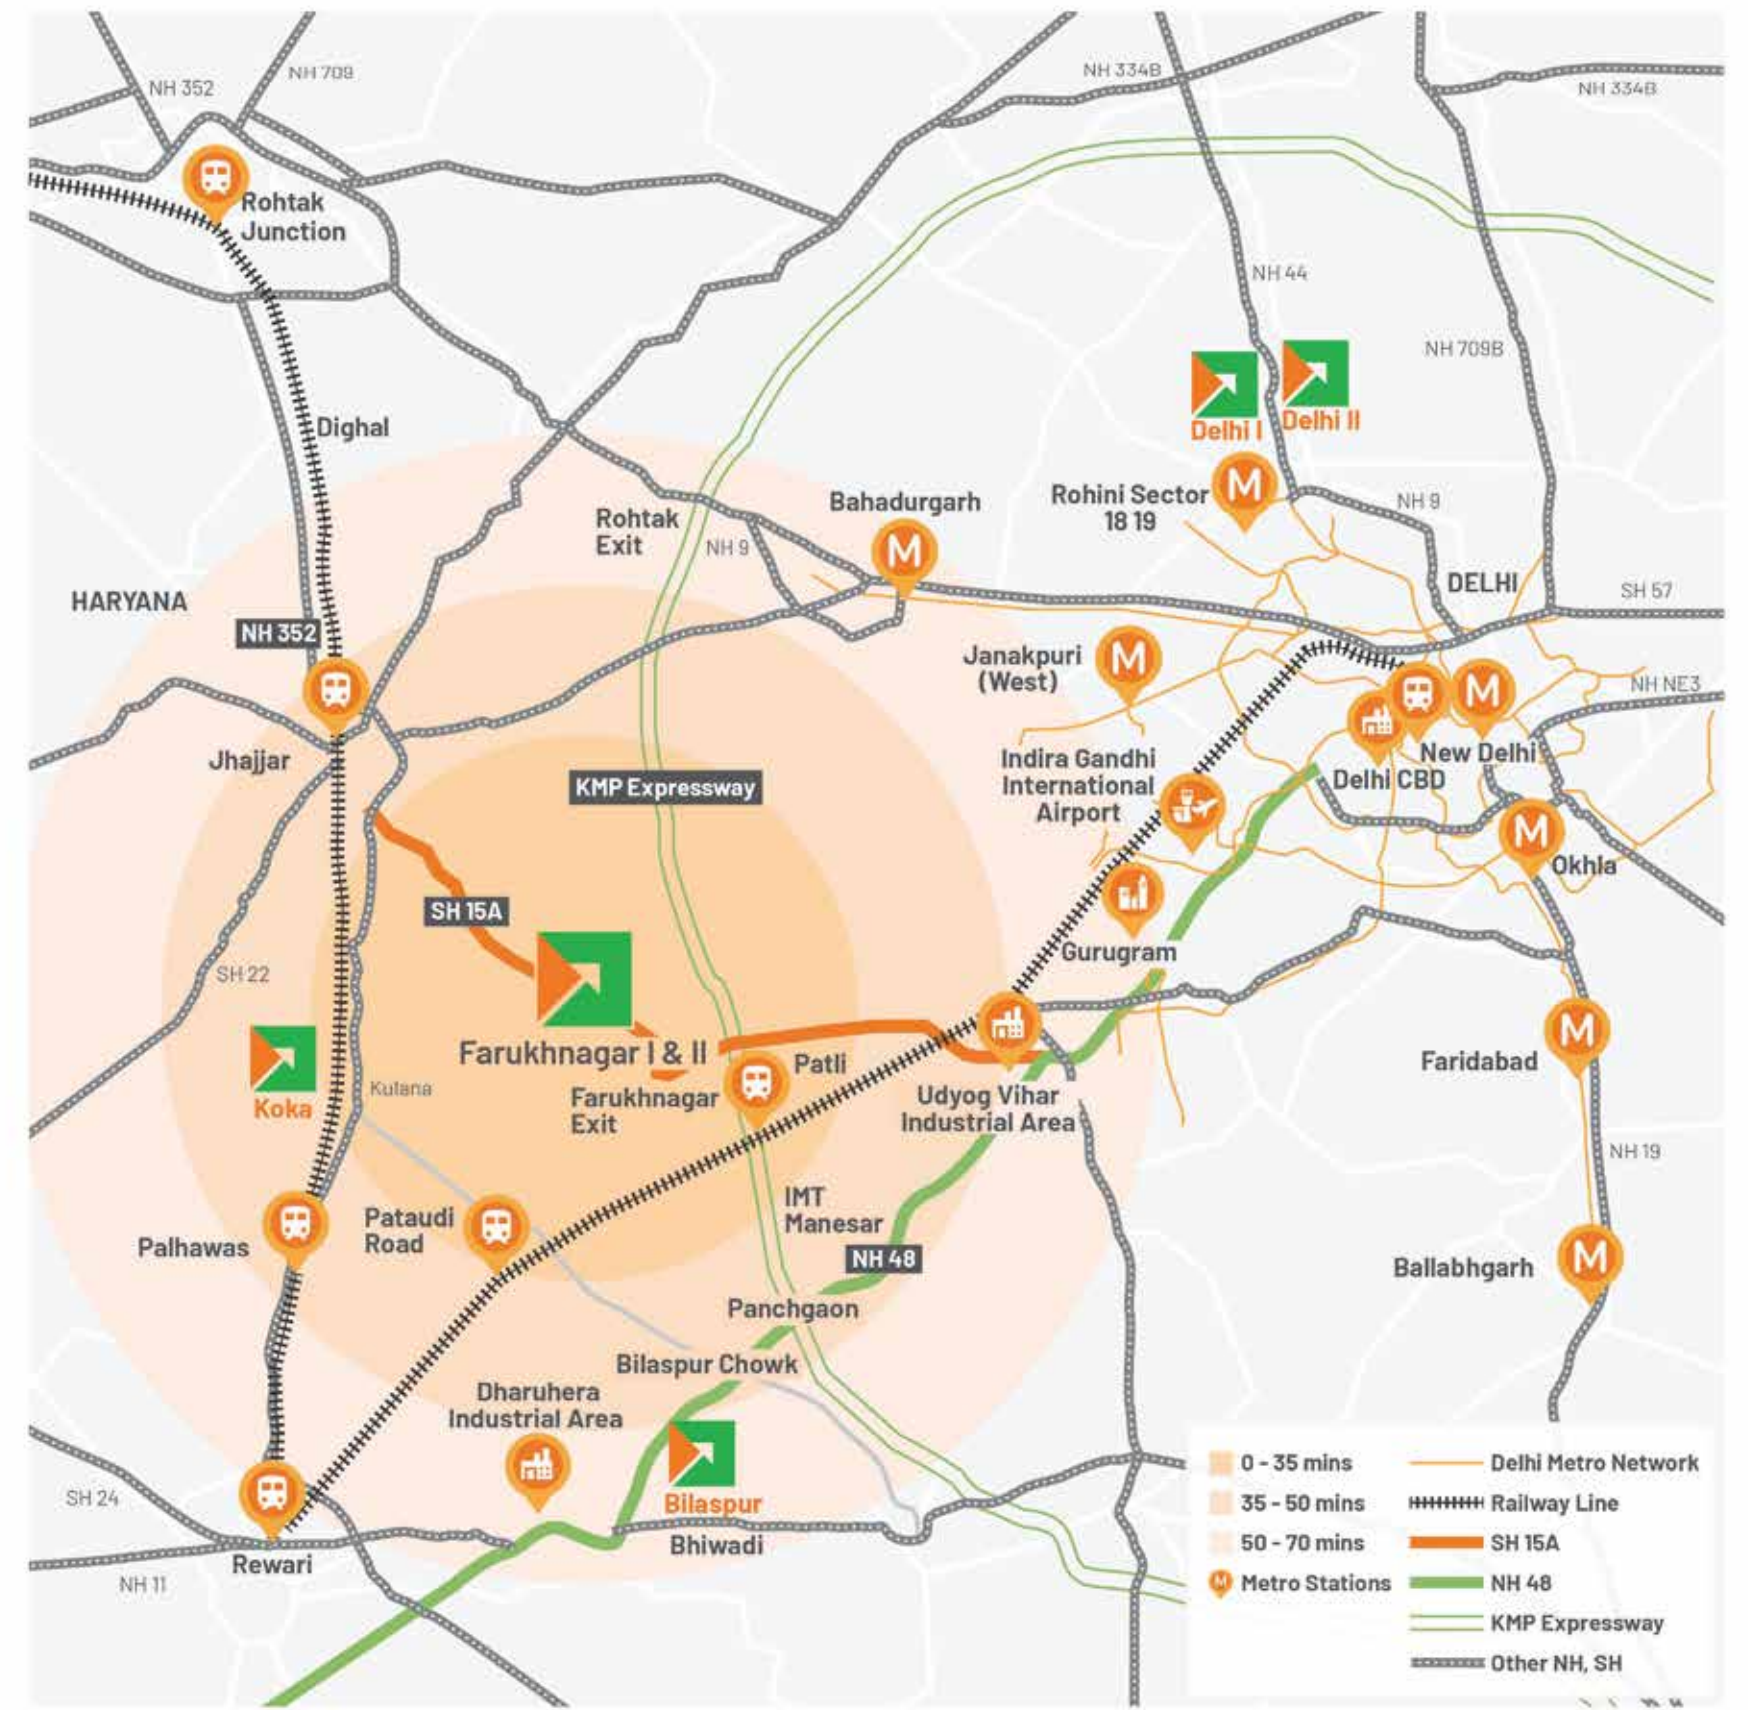 NH 709
NH 352
NH 334B
NH 334B
Rohtak
Junction
NH 44
NH 709B
Delhi I
Delhi II
Dighal
Bahadurgarh
Rohini Sector
18 19
NH 9
Rohtak
Exit
NH 9
DELHI
SH 57
HARYANA
NH 352
Janakpuri
(West)
NH NE3
Jhajjar
KMP Expressway
Indira Gandhi
International
Airport
New Delhi
Delhi CBD
Okhla
SH 15A
Gurugram
SH 22
Farukhnagar I & II
Patli
Faridabad
Koka
Kulana
Farukhnagar
Exit
Udyog Vihar
Industrial Area
NH 19
IMT
Manesar
Pataudi
Road
Palhawas
NH 48
Ballabhgarh
Panchgaon
Bilaspur Chowk
Dharuhera
Industrial Area
SH 24
Bilaspur
Bhiwadi
Rewari
NH 11
0 - 35 mins
35 - 50 mins
50 - 70 mins
Metro Stations
Delhi Metro Network
Railway Line
SH 15A
NH 48
KMP Expressway
Other NH, SH
M
M
M
M
M
M
M
M